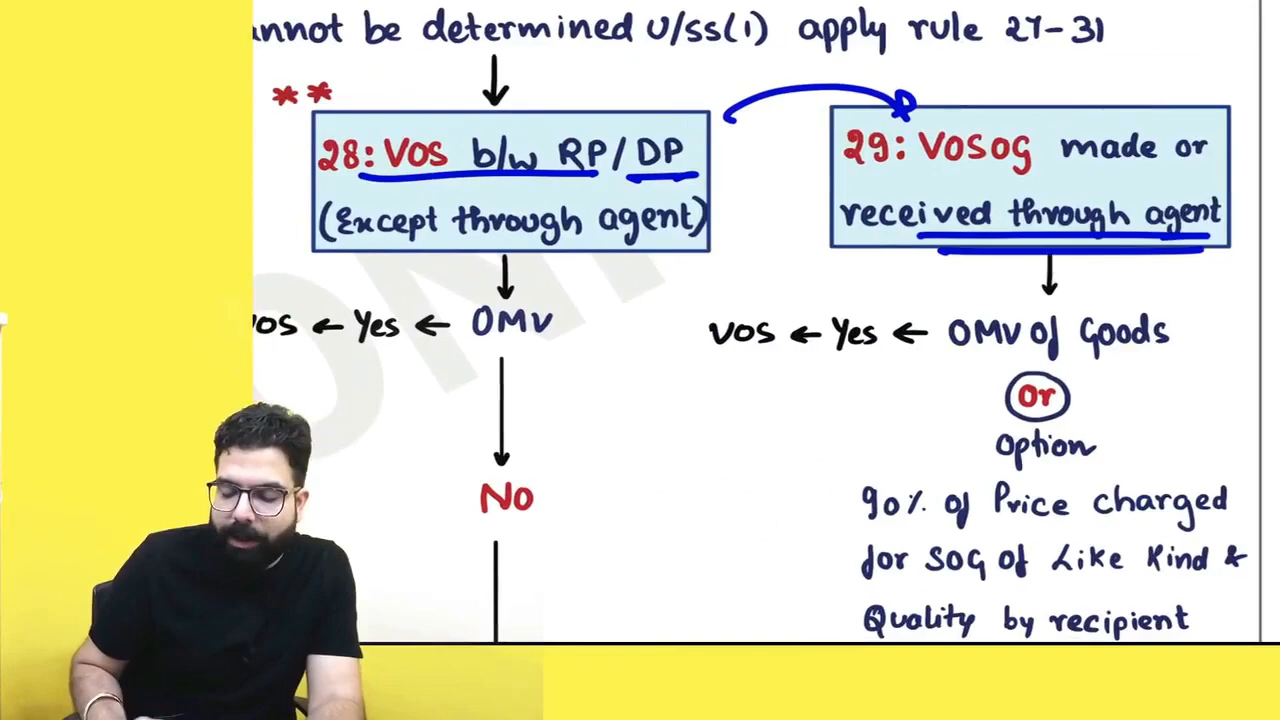 cannot be determined U/ss(1) apply rule 27-31
**
28: VOS b/w RP/DP
(Except through agent)
29: VOSOG made or
received through agent
VOS ← Yes ← OMV
No
VOS ← Yes ← OMV of Goods
Or
Option
90% of Price charged
for SOG of Like Kind &
Quality by recipient